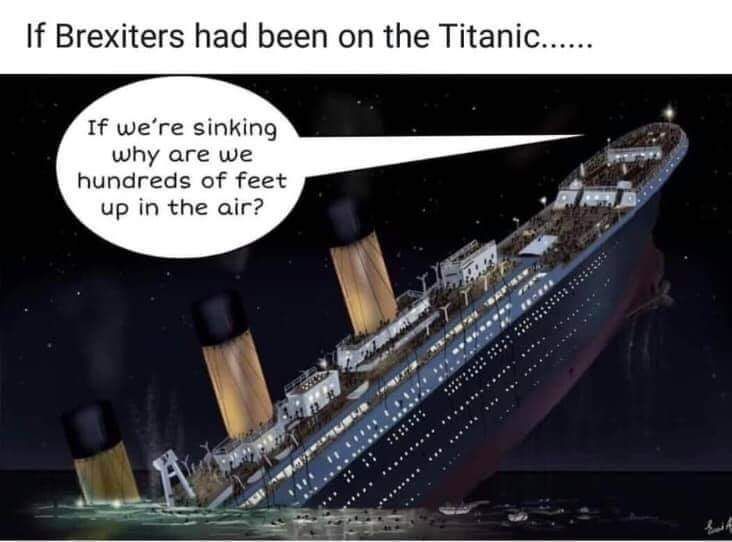 If Brexiters had been on the Titanic......
If we're sinking
why are we
hundreds of feet
up in the air?